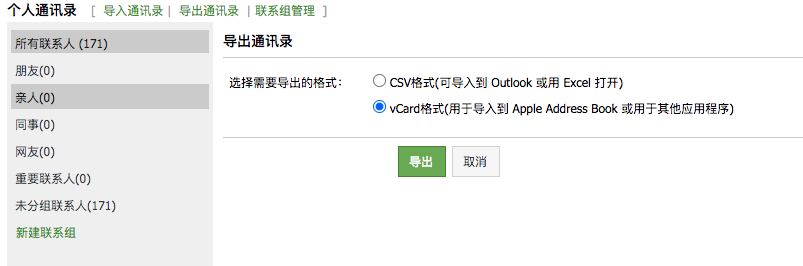 个人通讯录 [ 导入通讯录 | 导出通讯录 | 联系组管理 ]
所有联系人 (171)
朋友(0)
亲人(0)
同事(0)
网友(0)
重要联系人(0)
未分组联系人(171)
新建联系组
导出通讯录
选择需要导出的格式：
CSV格式(可导入到 Outlook 或用 Excel 打开)
vCard格式(用于导入到 Apple Address Book 或用于其他应用程序)
导出 取消